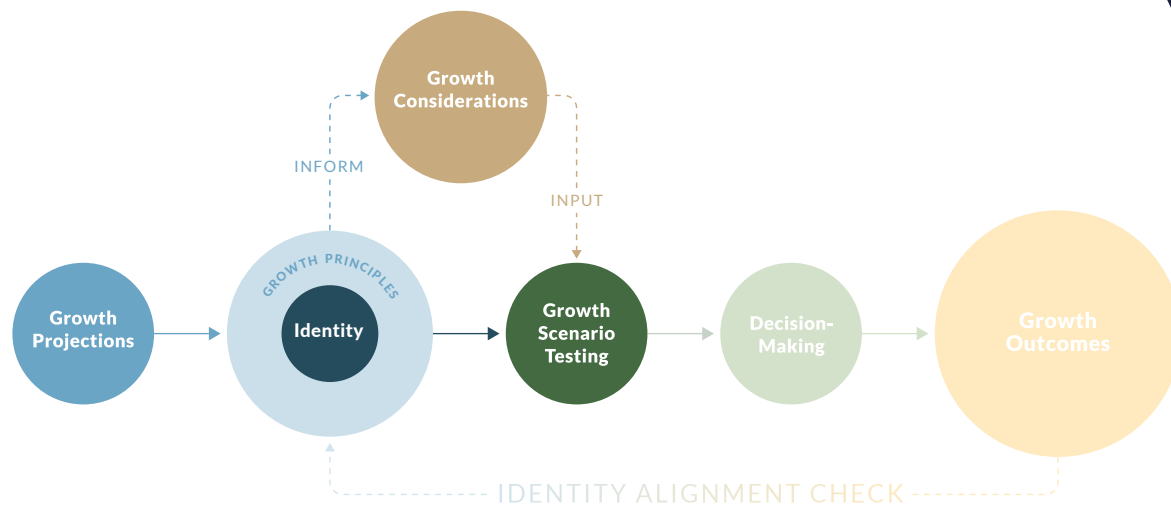 Growth
Considerations
INFORM
INPUT
GROWTH PRINCIPLES
Growth
Projections
Identity
Growth
Scenario
Testing
Decision-
Making
Growth
Outcomes
IDENTITY ALIGNMENT CHECK